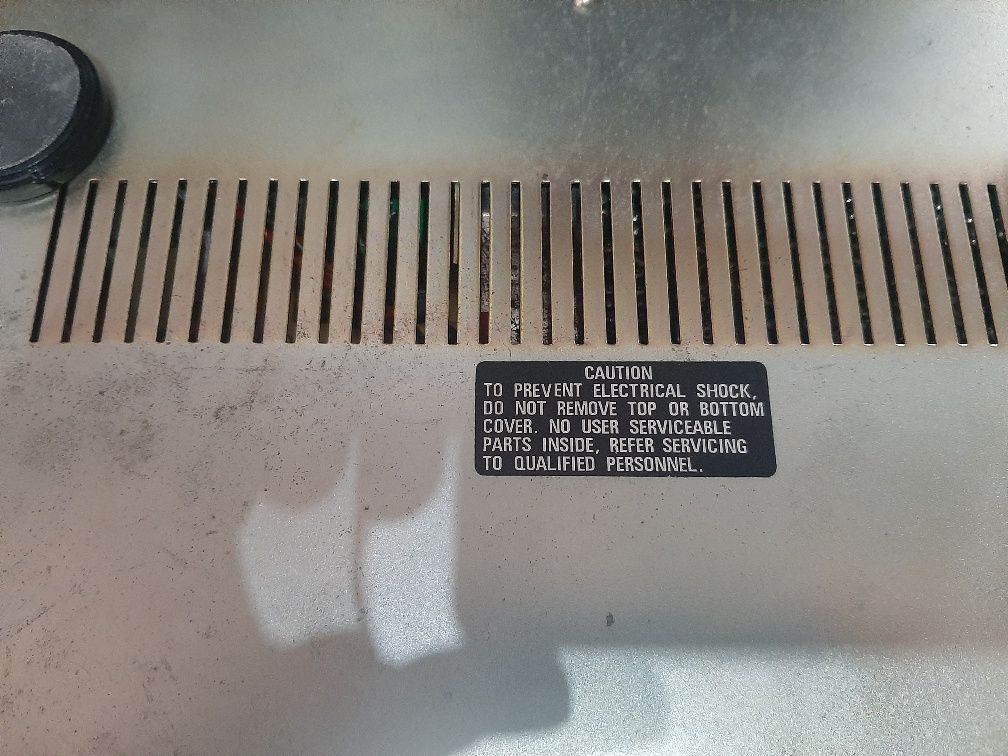 CAUTION
TO PREVENT ELECTRICAL SHOCK,
DO NOT REMOVE TOP OR BOTTOM
COVER. NO USER SERVICEABLE
PARTS INSIDE, REFER SERVICING
TO QUALIFIED PERSONNEL.